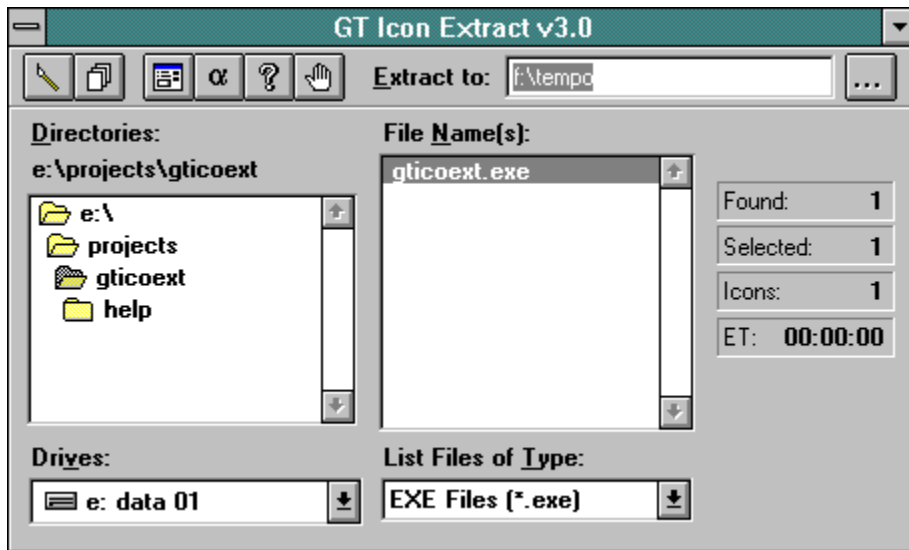 GT Icon Extract v3.0
α ? Extract to: f:\tempo ...
Directories:
e:\projects\gticoext
e:\
projects
gticoext
help
File Name(s):
gticoext.exe
Found: 1
Selected: 1
Icons: 1
ET: 00:00:00
Drives:
e: data 01
List Files of Type:
EXE Files (*.exe)